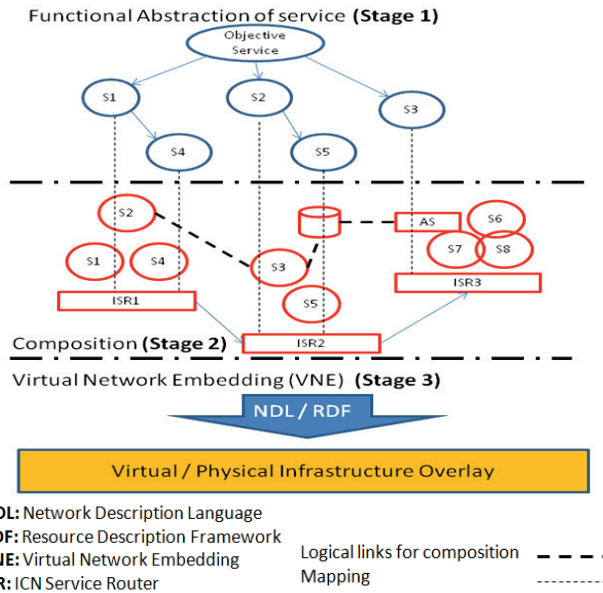 Functional Abstraction of service (Stage 1)
Objective
Service
S1
S2
S3
S4
S5
S2
AS
S6
S7
S8
S1
S4
S3
S5
ISR1
ISR3
ISR2
Composition (Stage 2)
Virtual Network Embedding (VNE) (Stage 3)
NDL / RDF
Virtual / Physical Infrastructure Overlay
DL: Network Description Language
DF: Resource Description Framework
NE: Virtual Network Embedding
R: ICN Service Router
Logical links for composition
Mapping